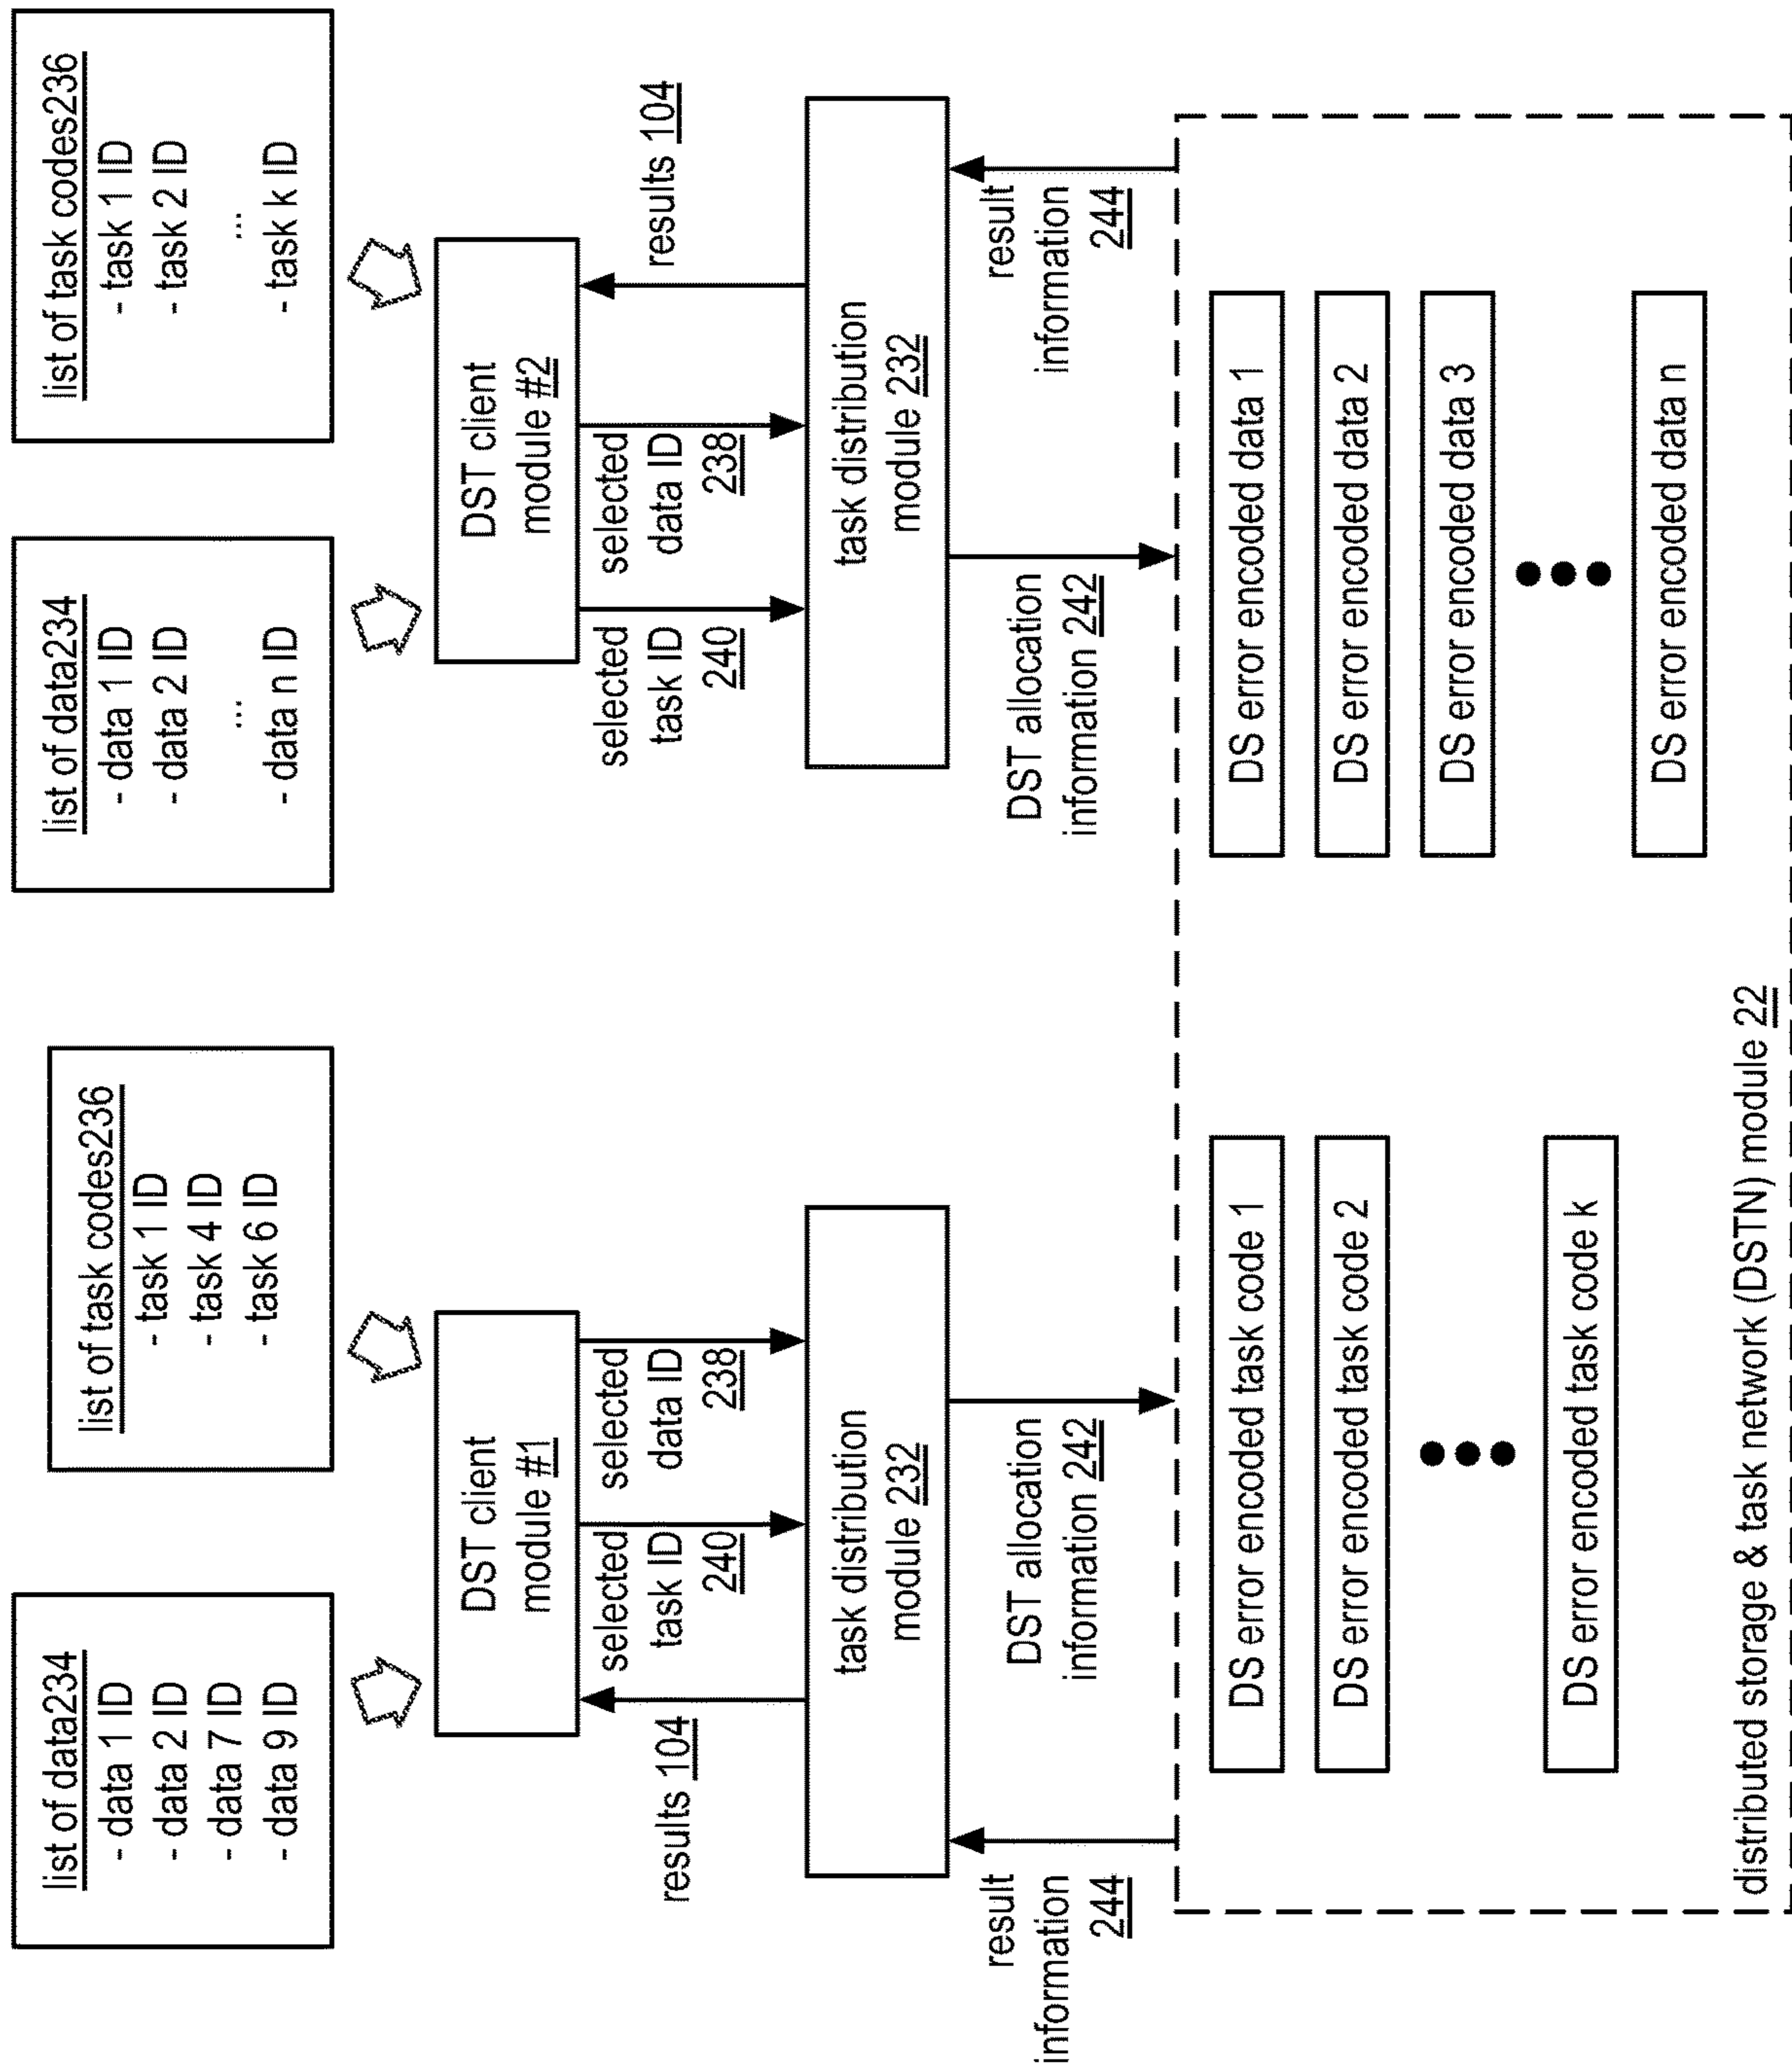 list of data234
- data 1 ID
- data 2 ID
- data 7 ID
- data 9 ID
list of task codes236
- task 1 ID
- task 4 ID
- task 6 ID
list of data234
- data 1 ID
- data 2 ID
...
- data n ID
list of task codes236
- task 1 ID
- task 2 ID
...
- task k ID
DST client
module #1
DST client
module #2
results 104
selected
task ID
240
selected
data ID
238
selected
task ID
240
selected
data ID
238
results 104
task distribution
module 232
task distribution
module 232
result
information
244
DST allocation
information 242
DST allocation
information 242
result
information
244
DS error encoded task code 1
DS error encoded task code 2
DS error encoded task code k
DS error encoded data 1
DS error encoded data 2
DS error encoded data 3
DS error encoded data n
distributed storage & task network (DSTN) module 22